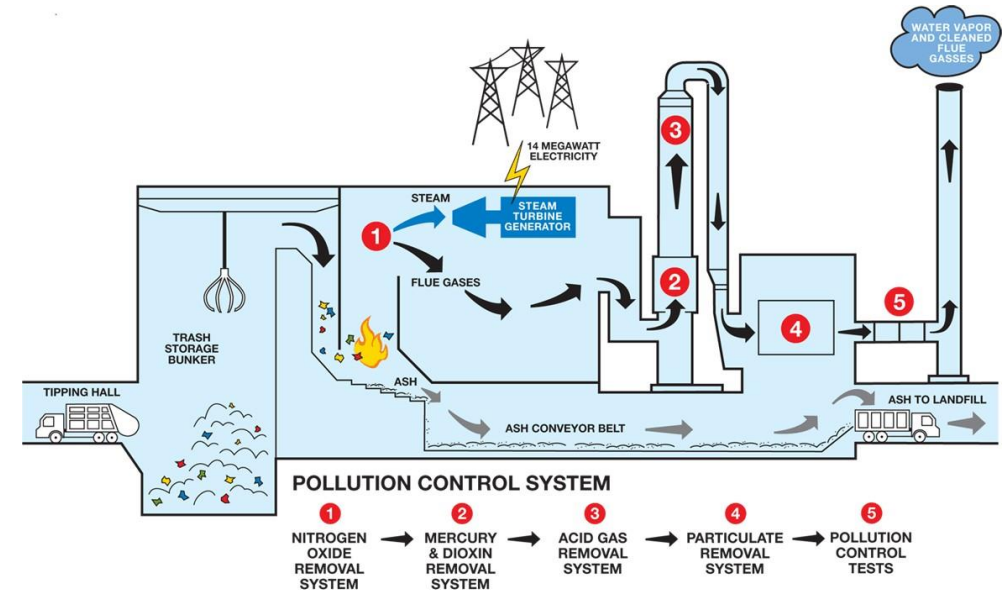 WATER VAPOR
AND CLEANED
FLUE
GASSES
3
14 MEGAWATT
ELECTRICITY
STEAM
STEAM
TURBINE
GENERATOR
1
FLUE GASES
2
5
4
TRASH
STORAGE
BUNKER
TIPPING HALL
ASH
ASH TO LANDFILL
ASH CONVEYOR BELT
POLLUTION CONTROL SYSTEM
1
NITROGEN
OXIDE
REMOVAL
SYSTEM
2
MERCURY
& DIOXIN
REMOVAL
SYSTEM
3
ACID GAS
REMOVAL
SYSTEM
4
PARTICULATE
REMOVAL
SYSTEM
5
POLLUTION
CONTROL
TESTS